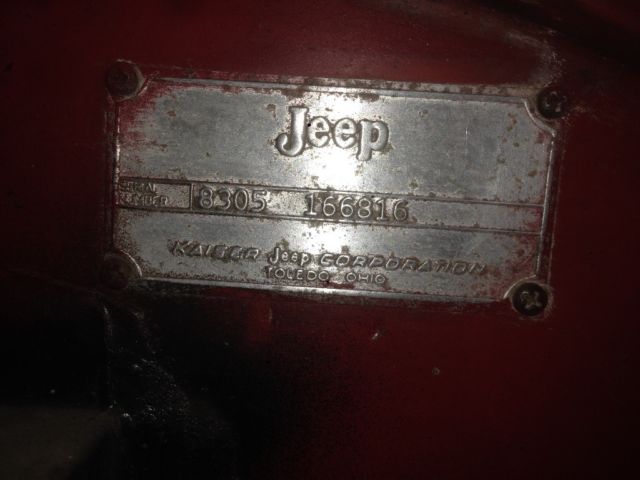 Jeep
SERIAL
NUMBER
8305 166816
KAISER Jeep CORPORATION
TOLEDO-OHIO